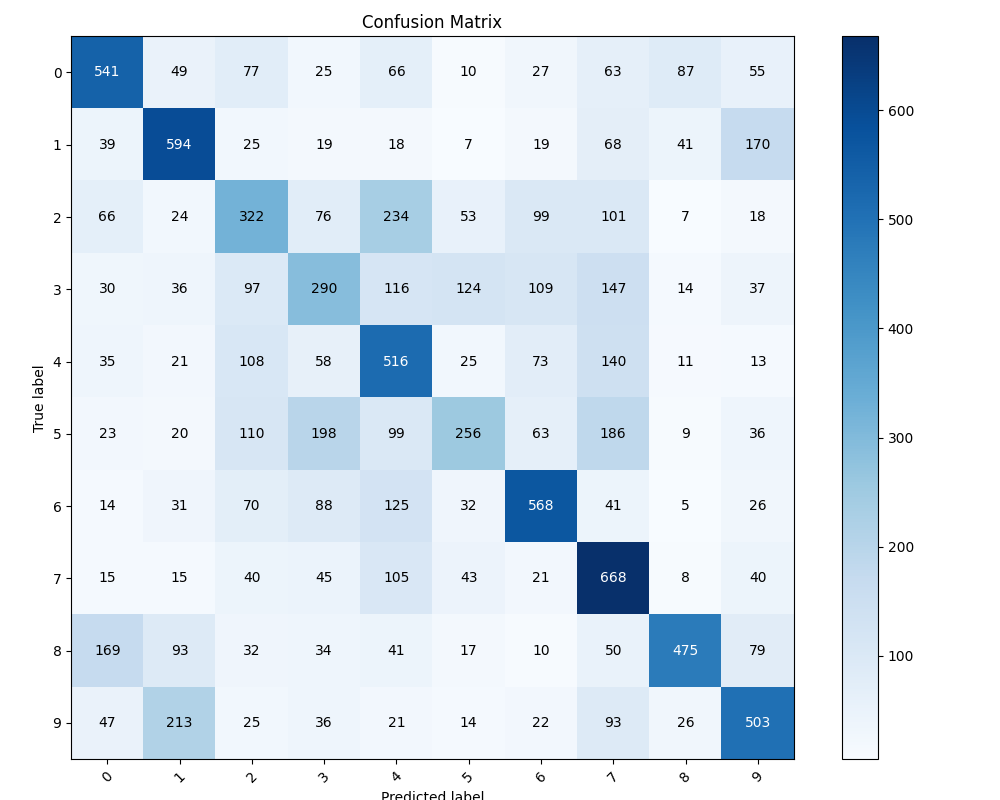 Confusion Matrix
0 541 49 77 25 66 10 27 63 87 55
1 39 594 25 19 18 7 19 68 41 170
2 66 24 322 76 234 53 99 101 7 18
3 30 36 97 290 116 124 109 147 14 37
4 35 21 108 58 516 25 73 140 11 13
5 23 20 110 198 99 256 63 186 9 36
6 14 31 70 88 125 32 568 41 5 26
7 15 15 40 45 105 43 21 668 8 40
8 169 93 32 34 41 17 10 50 475 79
9 47 213 25 36 21 14 22 93 26 503
0 1 2 3 4 5 6 7 8 9
True label
Predicted label
600
500
400
300
200
100